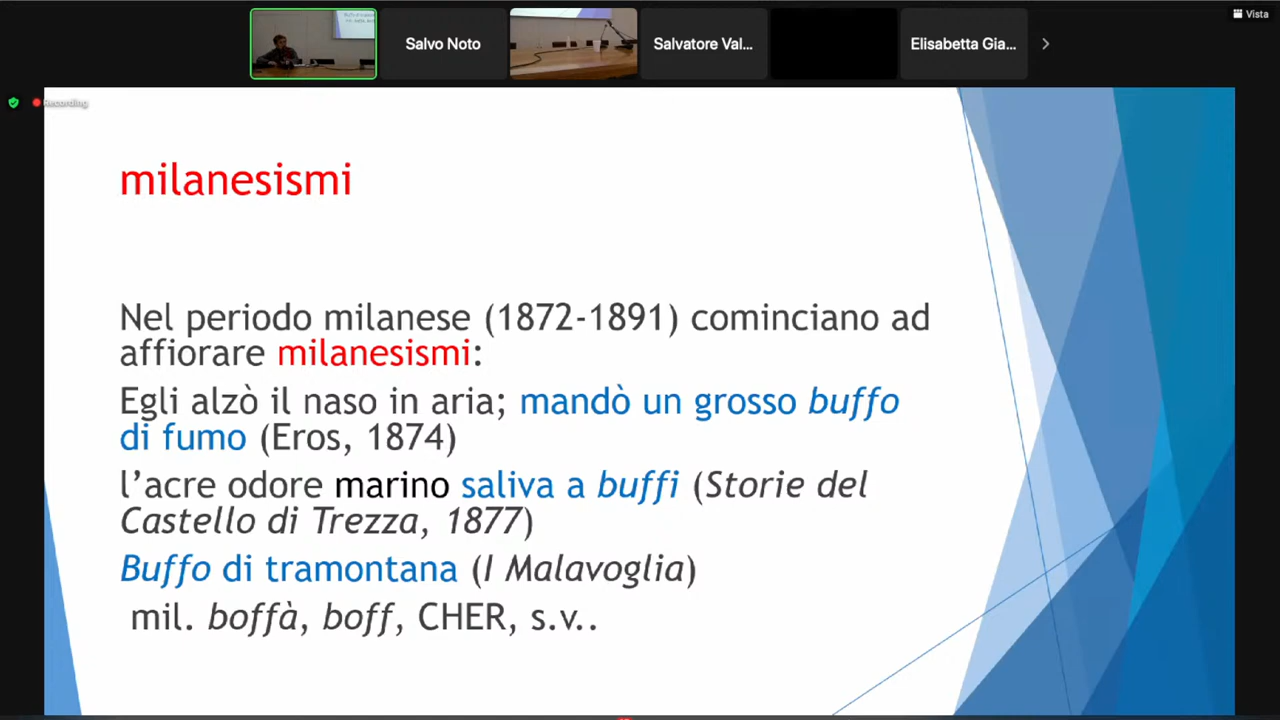 Vista
Salvo Noto
Salvatore Val...
Elisabetta Gia...
Recording
milanesismi
Nel periodo milanese (1872-1891) cominciano ad
affiorare milanesismi:
Egli alzò il naso in aria; mandò un grosso buffo
di fumo (Eros, 1874)
l’acre odore marino saliva a buffi (Storie del
Castello di Trezza, 1877)
Buffo di tramontana (I Malavoglia)
mil. boffà, boff, CHER, s.v..